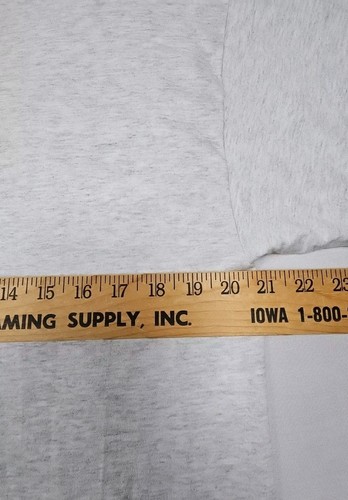 14 15 16 17 18 19 20 21 22 23
AMING SUPPLY, INC. IOWA 1-800-